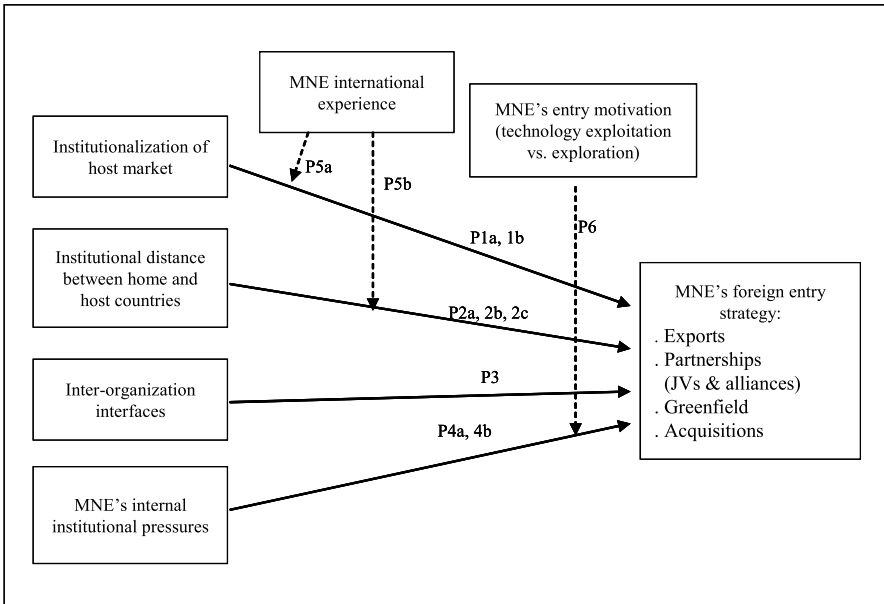 MNE international
experience
MNE's entry motivation
(technology exploitation
vs. exploration)
Institutionalization of
host market
P5a
P5b
P1a, 1b
P6
Institutional distance
between home and
host countries
P2a, 2b, 2c
MNE's foreign entry
strategy:
. Exports
. Partnerships
(JVs & alliances)
. Greenfield
. Acquisitions
Inter-organization
interfaces
P3
P4a, 4b
MNE's internal
institutional pressures